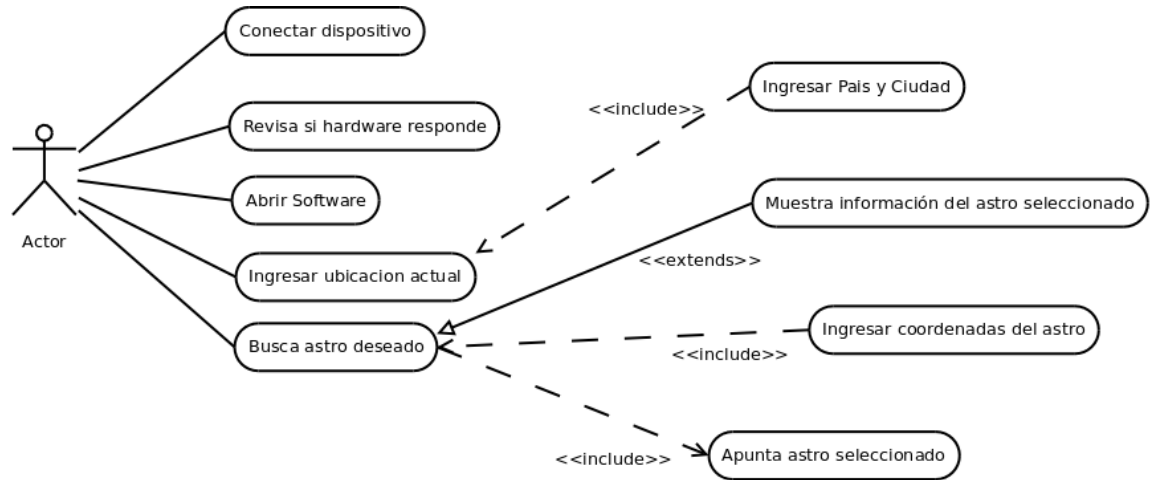 Conectar dispositivo
Ingresar Pais y Ciudad
<<include>>
Revisa si hardware responde
Abrir Software
Muestra información del astro seleccionado
Actor
<<extends>>
Ingresar ubicacion actual
Ingresar coordenadas del astro
Busca astro deseado
<<include>>
<<include>>
Apunta astro seleccionado